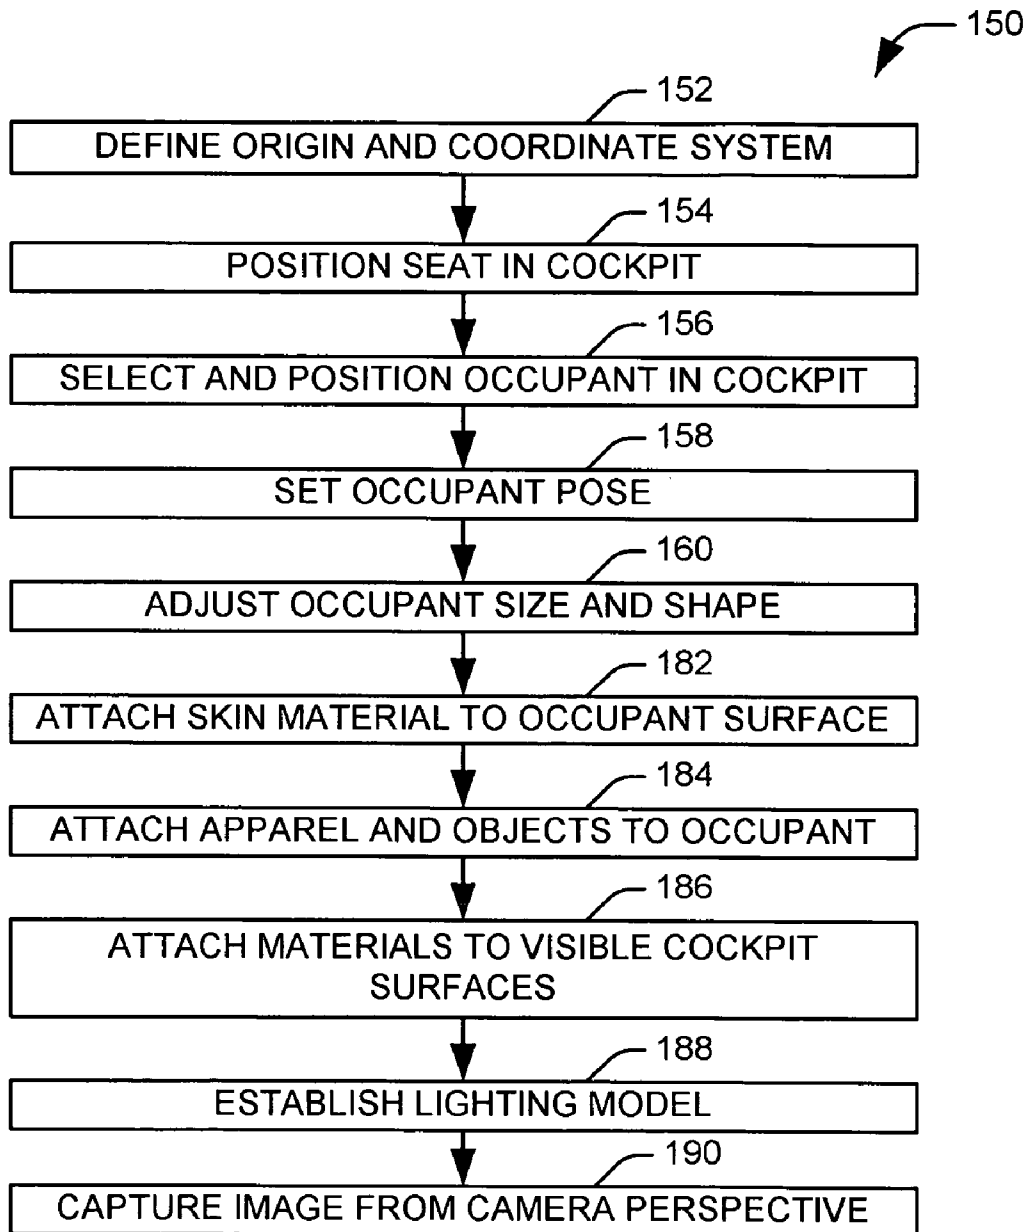 150
152
DEFINE ORIGIN AND COORDINATE SYSTEM
154
POSITION SEAT IN COCKPIT
156
SELECT AND POSITION OCCUPANT IN COCKPIT
158
SET OCCUPANT POSE
160
ADJUST OCCUPANT SIZE AND SHAPE
182
ATTACH SKIN MATERIAL TO OCCUPANT SURFACE
184
ATTACH APPAREL AND OBJECTS TO OCCUPANT
186
ATTACH MATERIALS TO VISIBLE COCKPIT
SURFACES
188
ESTABLISH LIGHTING MODEL
190
CAPTURE IMAGE FROM CAMERA PERSPECTIVE